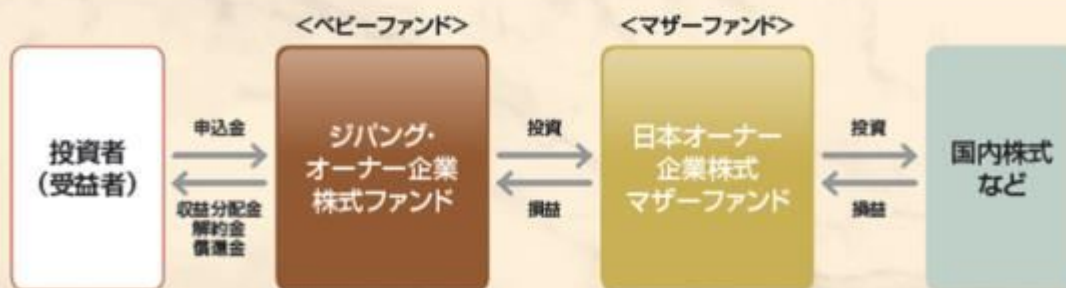 <ベビーファンド>
<マザーファンド>
投資者
(受益者)
申込金
収益分配金
解約金
償還金
ジパング・
オーナー企業
株式ファンド
投資
損益
日本オーナー
企業株式
マザーファンド
投資
損益
国内株式
など